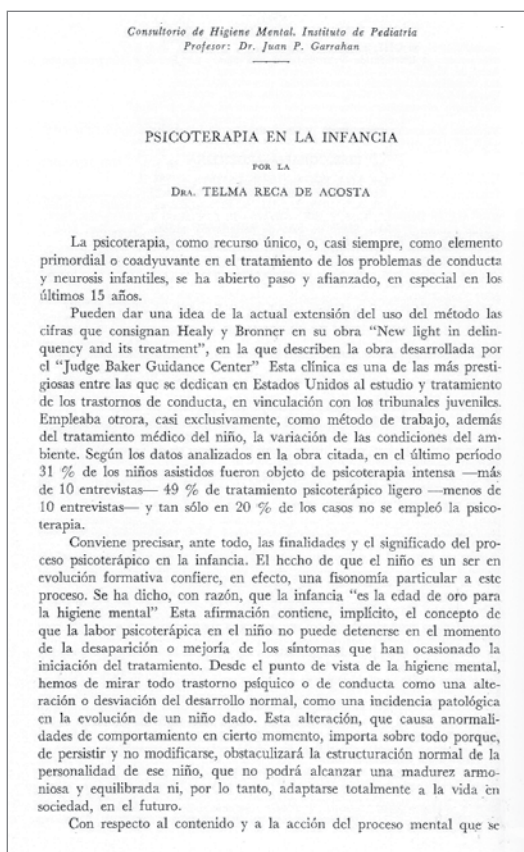 Consultorio de Higiene Mental. Instituto de Pediatría
Profesor: Dr. Juan P. Garrahan
PSICOTERAPIA EN LA INFANCIA
POR LA
DRA. TELMA RECA DE ACOSTA
La psicoterapia, como recurso único, o, casi siempre, como elemento
primordial o coadyuvante en el tratamiento de los problemas de conducta
y neurosis infantiles, se ha abierto paso y afianzado, en especial en los
últimos 15 años.
Pueden dar una idea de la actual extensión del uso del método las
cifras que consignan Healy y Bronner en su obra "New light in delin-
quency and its treatment", en la que describen la obra desarrollada por
el "Judge Baker Guidance Center" Esta clínica es una de las más presti-
giosas entre las que se dedican en Estados Unidos al estudio y tratamiento
de los trastornos de conducta, en vinculación con los tribunales juveniles.
Empleaba otrora, casi exclusivamente, como método de trabajo, además
del tratamiento médico del niño, la variación de las condiciones del am-
biente. Según los datos analizados en la obra citada, en el último período
31 % de los niños asistidos fueron objeto de psicoterapia intensa —más
de 10 entrevistas— 49 % de tratamiento psicoterápico ligero —menos de
10 entrevistas— y tan sólo en 20 % de los casos no se empleó la psico-
terapia.
Conviene precisar, ante todo, las finalidades y el significado del pro-
ceso psicoterápico en la infancia. El hecho de que el niño es un ser en
evolución formativa confiere, en efecto, una fisonomía particular a este
proceso. Se ha dicho, con razón, que la infancia "es la edad de oro para
la higiene mental" Esta afirmación contiene, implícito, el concepto de
que la labor psicoterápica en el niño no puede detenerse en el momento
de la desaparición o mejoría de los síntomas que han ocasionado la
iniciación del tratamiento. Desde el punto de vista de la higiene mental,
hemos de mirar todo trastorno psíquico o de conducta como una alte-
ración o desviación del desarrollo normal, como una incidencia patológica
en la evolución de un niño dado. Esta alteración, que causa anormali-
dades de comportamiento en cierto momento, importa sobre todo porque,
de persistir y no modificarse, obstaculizará la estructuración normal de la
personalidad de ese niño, que no podrá alcanzar una madurez armo-
niosa y equilibrada ni, por lo tanto, adaptarse totalmente a la vida en
sociedad, en el futuro.
Con respecto al contenido y a la acción del proceso mental que se